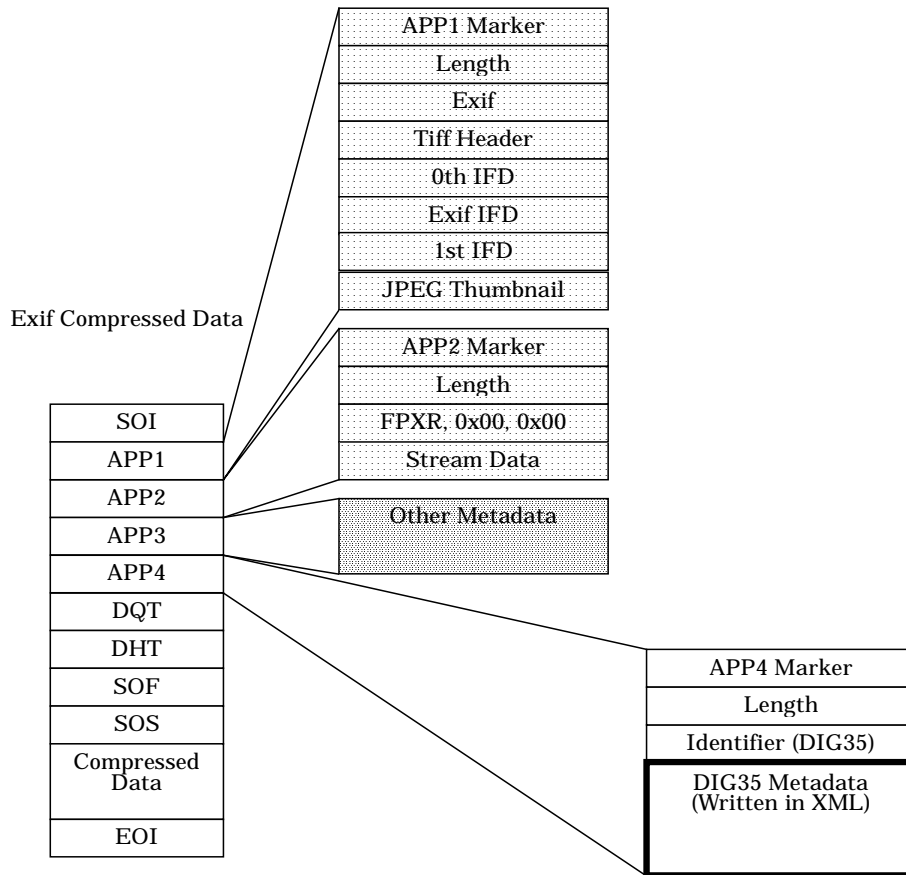 APP1 Marker
Length
Exif
Tiff Header
0th IFD
Exif IFD
1st IFD
JPEG Thumbnail
Exif Compressed Data
APP2 Marker
Length
FPXR, 0x00, 0x00
Stream Data
Other Metadata
SOI
APP1
APP2
APP3
APP4
DQT
DHT
SOF
SOS
Compressed
Data
EOI
APP4 Marker
Length
Identifier (DIG35)
DIG35 Metadata
(Written in XML)